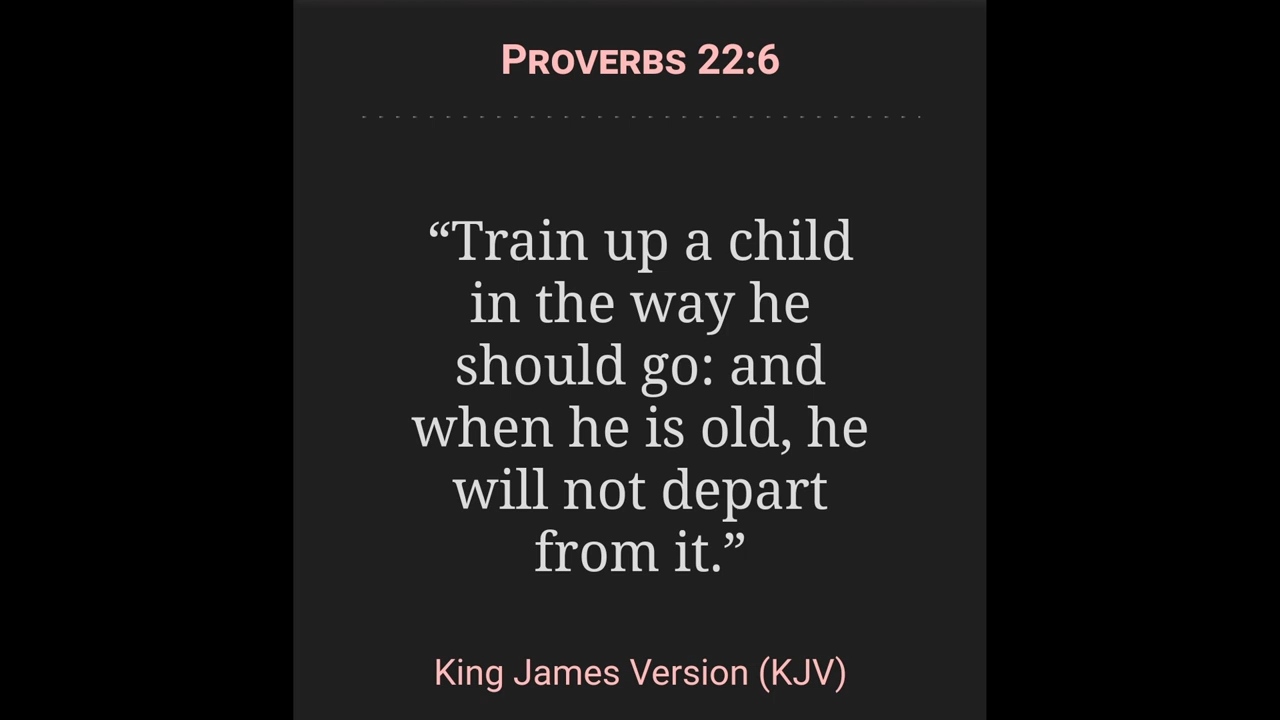 Proverbs 22:6
“Train up a child
in the way he
should go: and
when he is old, he
will not depart
from it.”
King James Version (KJV)